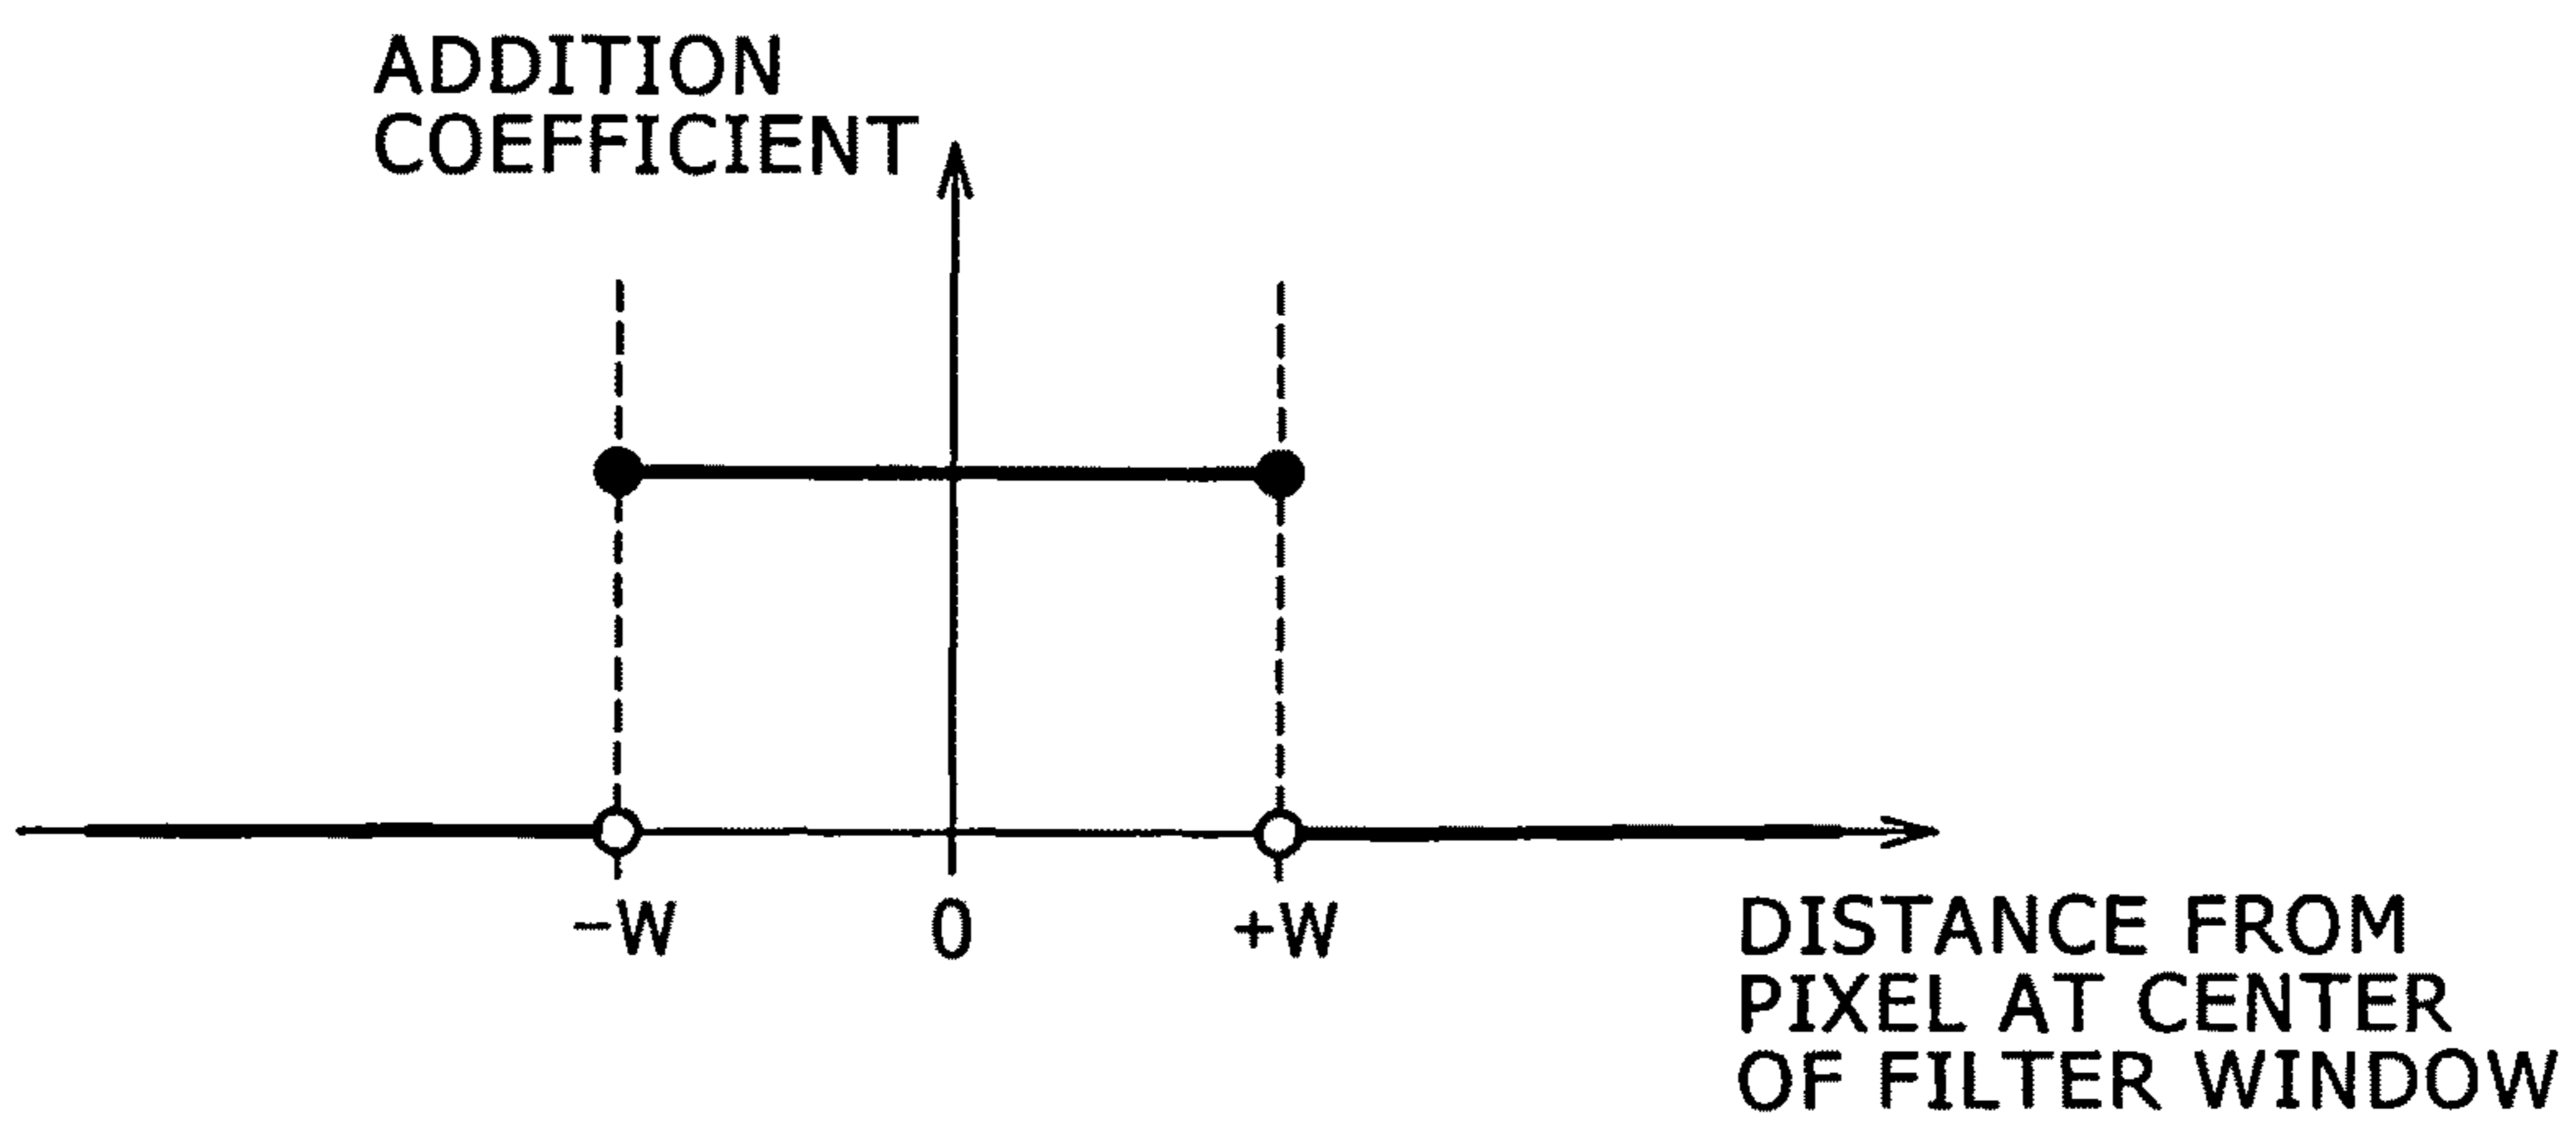 ADDITION
COEFFICIENT
-W
0
+W
DISTANCE FROM
PIXEL AT CENTER
OF FILTER WINDOW